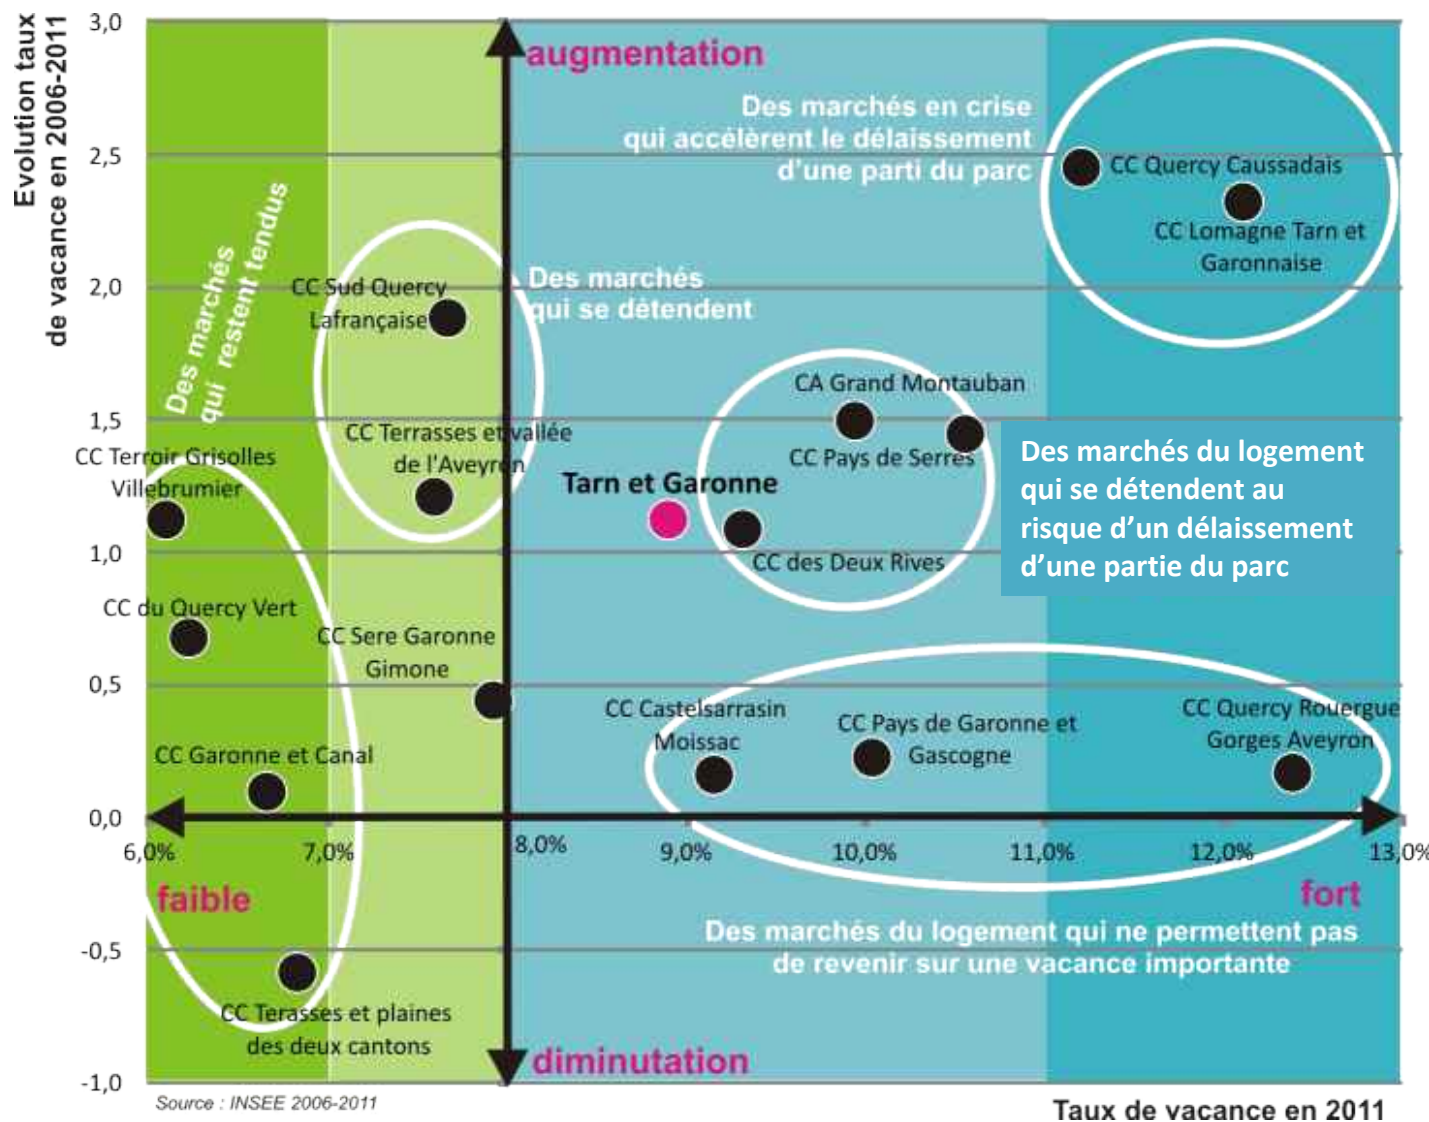 Evolution taux
de vacance en 2006-2011
3,0
2,5
2,0
1,5
1,0
0,5
0,0
-0,5
-1,0
augmentation
Des marchés en crise
qui accélèrent le délaissement
d'une parti du parc
CC Quercy Caussadais
CC Lomagne Tarn et
Garonnaise
Des marchés
qui restent tendus
CC Sud Quercy
Lafrançaise
Des marchés
qui se détendent
CC Terrasses et vallée
de l'Aveyron
CA Grand Montauban
CC Pays de Serres
Tarn et Garonne
CC des Deux Rives
Des marchés du logement
qui se détendent au
risque d’un délaissement
d’une partie du parc
CC Terroir Grisolles
Villebrumier
CC du Quercy Vert
CC Sere Garonne
Gimone
CC Garonne et Canal
CC Castelsarrasin
Moissac
CC Pays de Garonne et
Gascogne
CC Quercy Rouergue
Gorges Aveyron
6,0%
7,0%
8,0%
9,0%
10,0%
11,0%
12,0%
13,0%
faible
fort
Des marchés du logement qui ne permettent pas
de revenir sur une vacance importante
CC Terasses et plaines
des deux cantons
diminutation
Source : INSEE 2006-2011
Taux de vacance en 2011